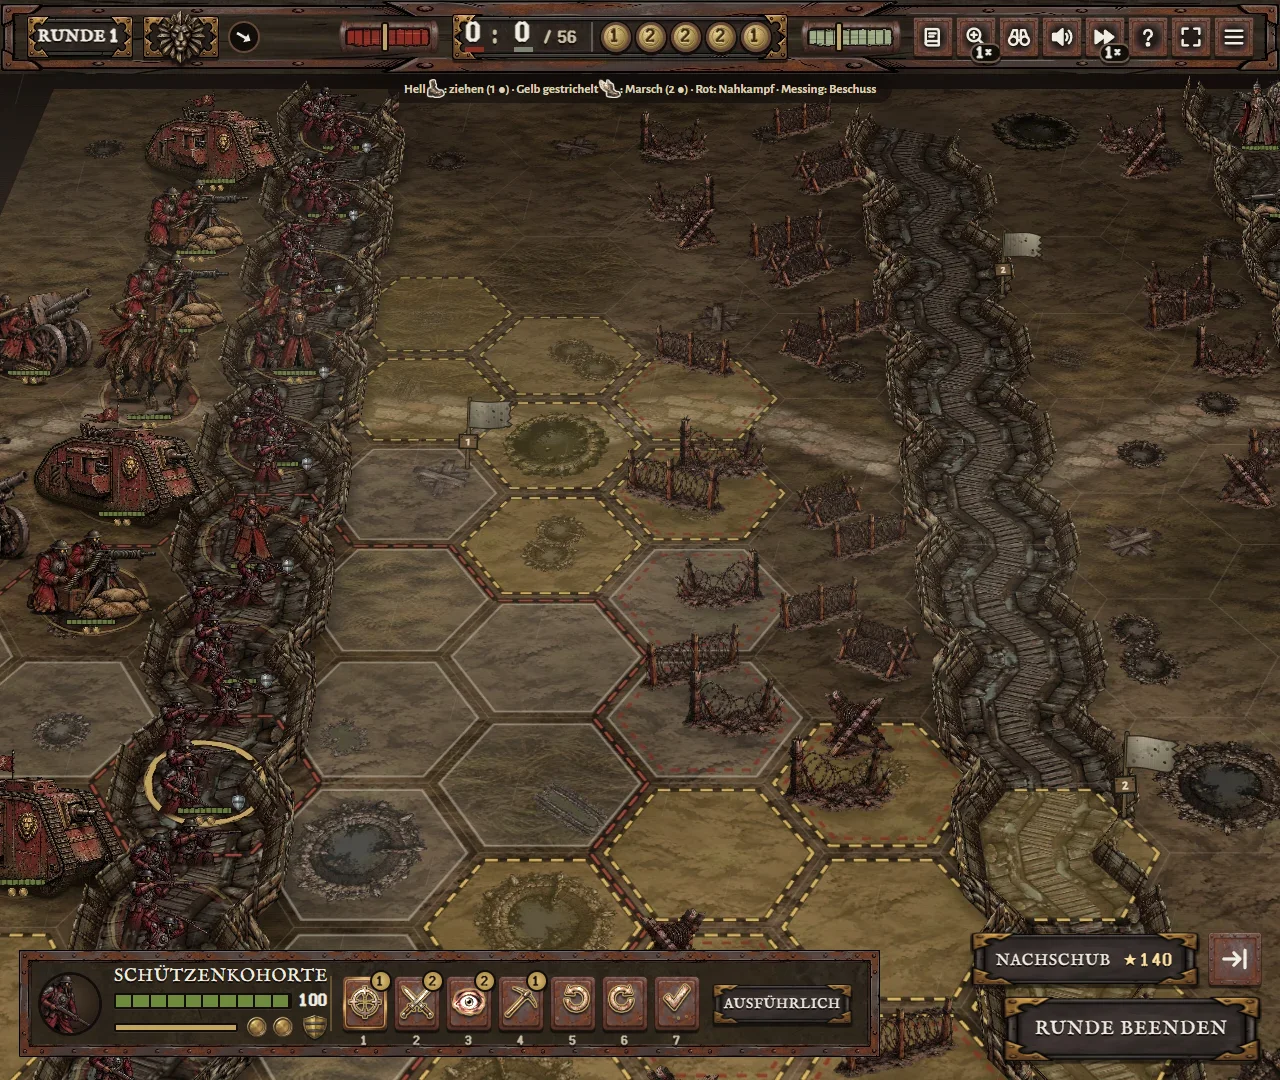 RUNDE 1
0 : 0 / 56
1 2 2 2 1
1×
1×
?
Hell : ziehen (1 ●) · Gelb gestrichelt : Marsch (2 ●) · Rot: Nahkampf · Messing: Beschuss
2
1
2
SCHÜTZENKOHORTE
100
1 2 2 1
1 2 3 4 5 6 7
AUSFÜHRLICH
NACHSCHUB ★140
RUNDE BEENDEN